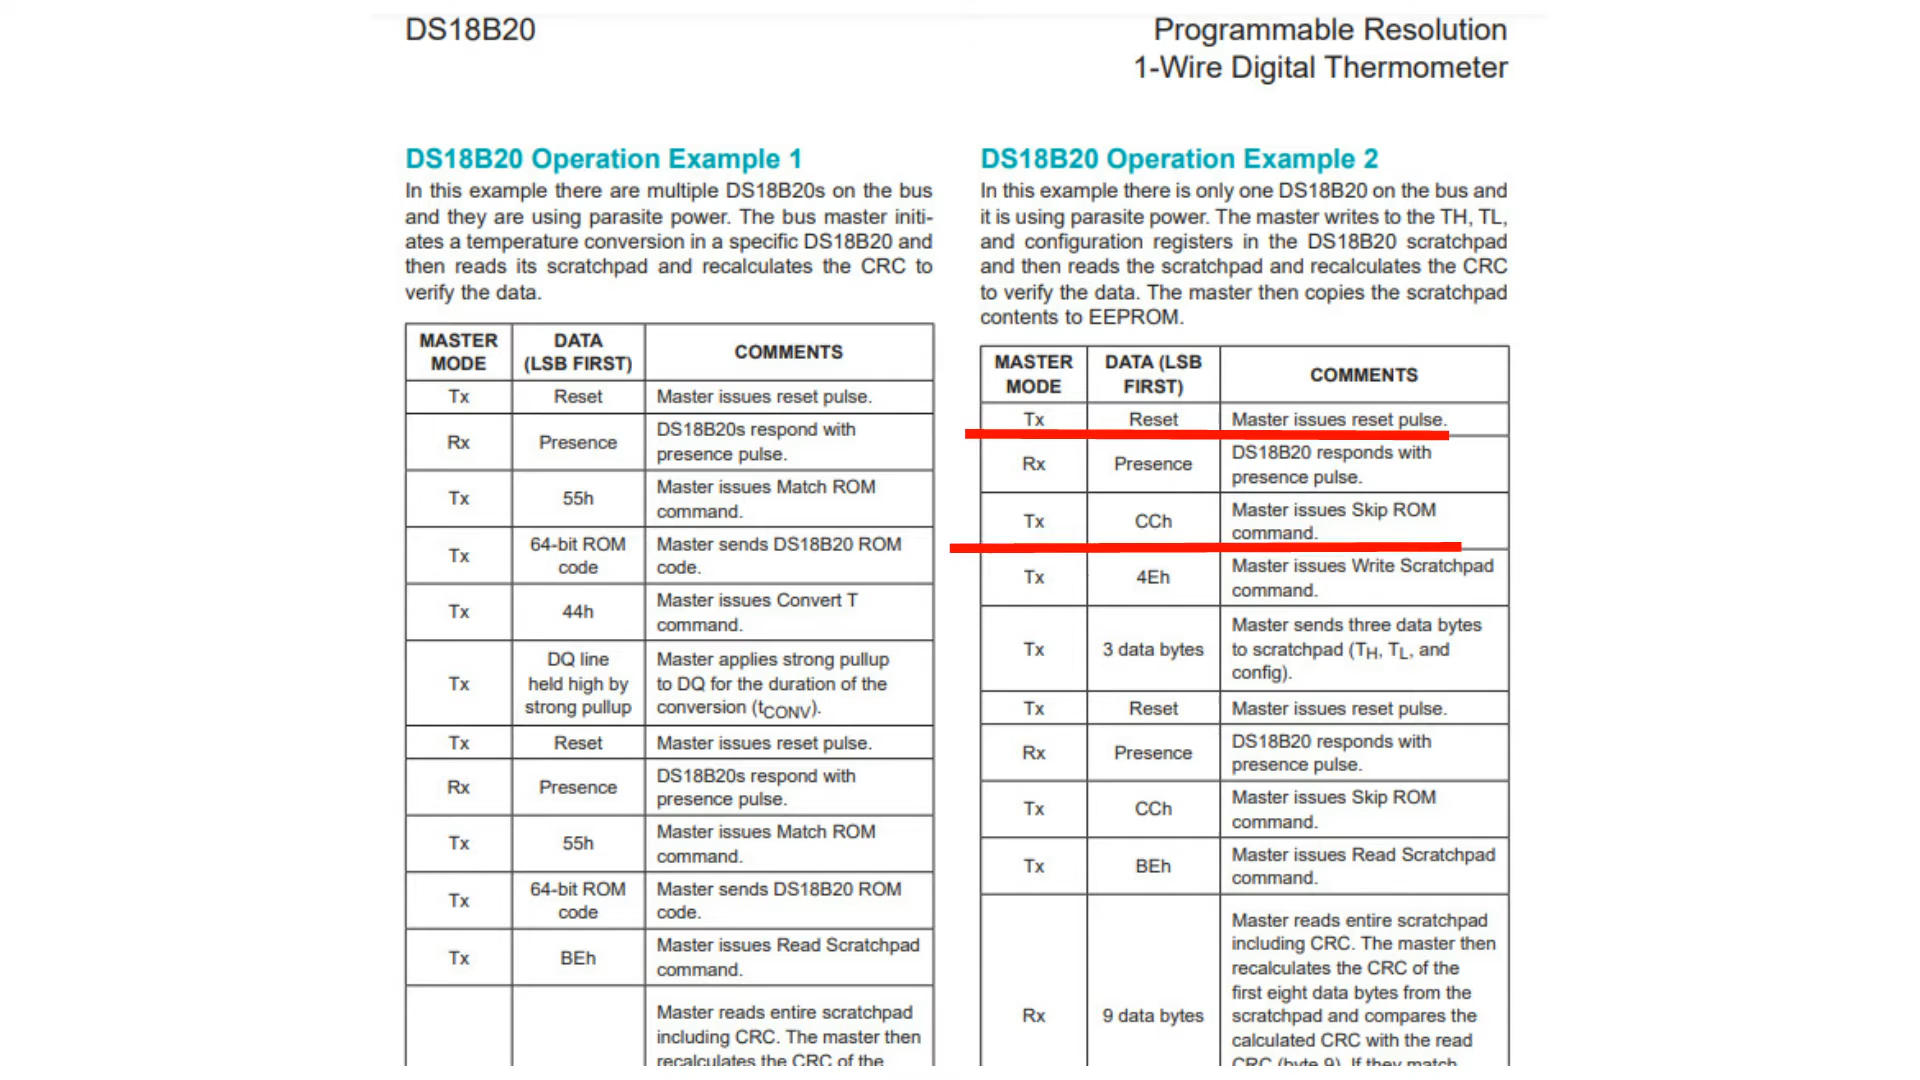 DS18B20
Programmable Resolution
1-Wire Digital Thermometer
DS18B20 Operation Example 1
In this example there are multiple DS18B20s on the bus
and they are using parasite power. The bus master initi-
ates a temperature conversion in a specific DS18B20 and
then reads its scratchpad and recalculates the CRC to
verify the data.
MASTER
MODE
DATA
(LSB FIRST)
COMMENTS
Tx
Reset
Master issues reset pulse.
Rx
Presence
DS18B20s respond with
presence pulse.
Tx
55h
Master issues Match ROM
command.
Tx
64-bit ROM
code
Master sends DS18B20 ROM
code.
Tx
44h
Master issues Convert T
command.
Tx
DQ line
held high by
strong pullup
Master applies strong pullup
to DQ for the duration of the
conversion (tCONV).
Tx
Reset
Master issues reset pulse.
Rx
Presence
DS18B20s respond with
presence pulse.
Tx
55h
Master issues Match ROM
command.
Tx
64-bit ROM
code
Master sends DS18B20 ROM
code.
Tx
BEh
Master issues Read Scratchpad
command.
Master reads entire scratchpad
including CRC. The master then
recalculates the CRC of the
DS18B20 Operation Example 2
In this example there is only one DS18B20 on the bus and
it is using parasite power. The master writes to the TH, TL,
and configuration registers in the DS18B20 scratchpad
and then reads the scratchpad and recalculates the CRC
to verify the data. The master then copies the scratchpad
contents to EEPROM.
MASTER
MODE
DATA (LSB
FIRST)
COMMENTS
Tx
Reset
Master issues reset pulse.
Rx
Presence
DS18B20 responds with
presence pulse.
Tx
CCh
Master issues Skip ROM
command.
Tx
4Eh
Master issues Write Scratchpad
command.
Tx
3 data bytes
Master sends three data bytes
to scratchpad (TH, TL, and
config).
Tx
Reset
Master issues reset pulse.
Rx
Presence
DS18B20 responds with
presence pulse.
Tx
CCh
Master issues Skip ROM
command.
Tx
BEh
Master issues Read Scratchpad
command.
Rx
9 data bytes
Master reads entire scratchpad
including CRC. The master then
recalculates the CRC of the
first eight data bytes from the
scratchpad and compares the
calculated CRC with the read
CRC (byte 9). If they match